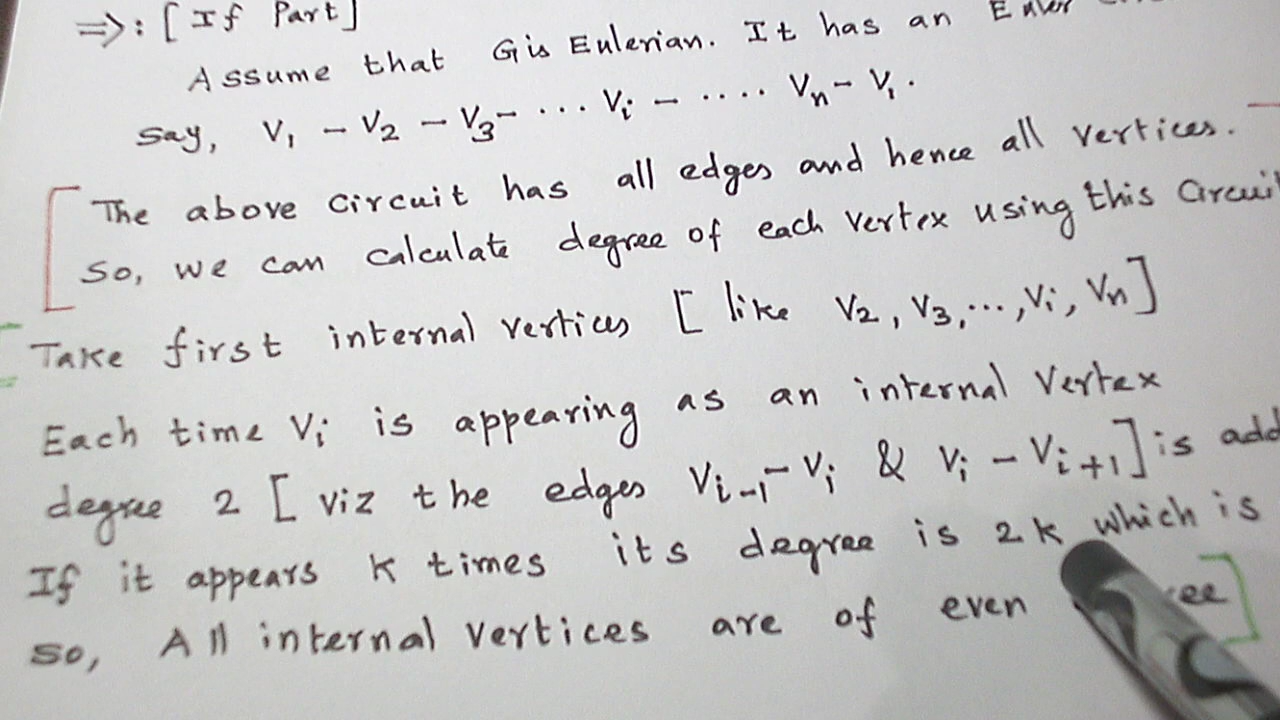 ⇒: [If Part]
Assume that G is Eulerian. It has an Euler
say, V1 - V2 - V3 - ... Vi - .... Vn - V1.
The above circuit has all edges and hence all vertices.
So, we can calculate degree of each vertex using this Circuit
Take first internal vertices [like V2, V3, ..., Vi, Vn]
Each time Vi is appearing as an internal vertex
degree 2 [viz the edges Vi-1 - Vi & Vi - Vi+1] is add
If it appears K times its degree is 2K which is
So, All internal vertices are of even